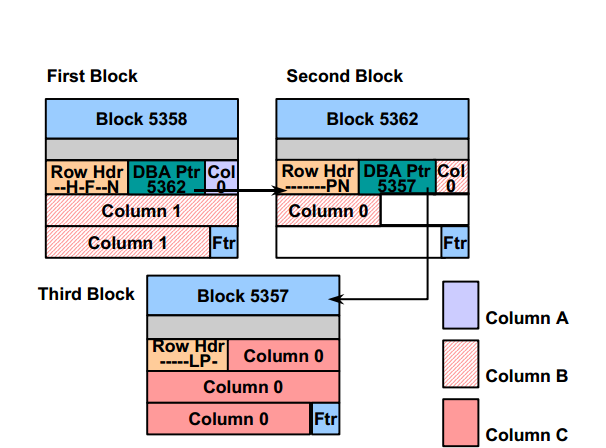 First Block
Second Block
Block 5358
Block 5362
Row Hdr DBA Ptr Col
--H-F--N 5362 0
Row Hdr DBA Ptr Col
-------PN 5357 0
Column 1
Column 0
Column 1 Ftr
Ftr
Third Block
Block 5357
Row Hdr
-----LP-
Column 0
Column 0
Column 0 Ftr
Column A
Column B
Column C